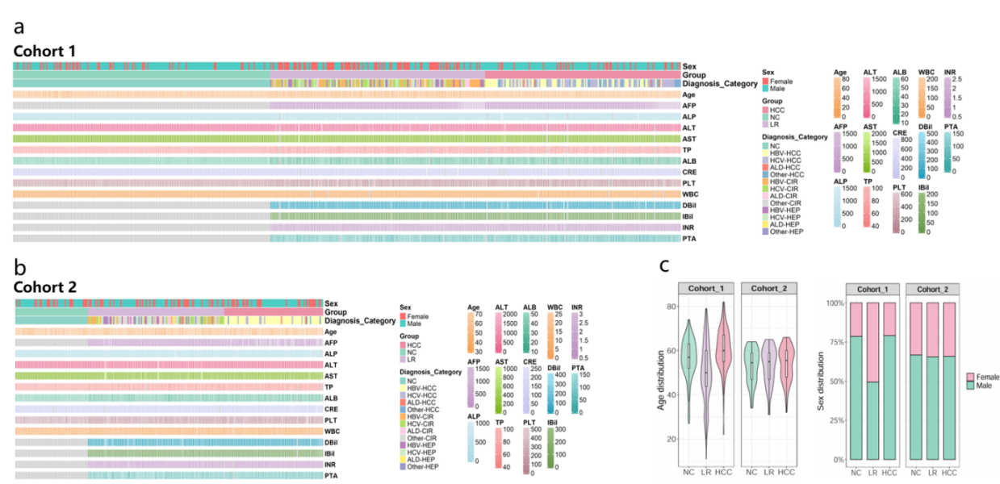 a
Cohort 1
Sex
Group
Diagnosis_Category
Age
AFP
ALP
ALT
AST
TP
ALB
CRE
PLT
WBC
DBil
IBil
INR
PTA
Sex
Female
Male
Group
HCC
NC
LR
Diagnosis_Category
NC
HBV-HCC
HCV-HCC
ALD-HCC
Other-HCC
HBV-CIR
HCV-CIR
ALD-CIR
Other-CIR
HBV-HEP
HCV-HEP
ALD-HEP
Other-HEP
Age
80
60
40
20
0
ALT
1500
1000
500
0
ALB
60
50
40
30
20
10
WBC
200
150
100
50
0
INR
2.5
2
1.5
1
0.5
AFP
1500
1000
500
0
AST
2000
1500
1000
500
0
CRE
800
600
400
200
0
DBil
500
400
300
200
100
0
PTA
150
100
50
0
ALP
1500
1000
500
0
TP
100
80
60
40
PLT
600
400
200
0
IBil
200
150
100
50
0
b
Cohort 2
Sex
Group
Diagnosis_Category
Age
AFP
ALP
ALT
AST
TP
ALB
CRE
PLT
WBC
DBil
IBil
INR
PTA
Sex
Female
Male
Group
HCC
NC
LR
Diagnosis_Category
NC
HBV-HCC
HCV-HCC
ALD-HCC
Other-HCC
HBV-CIR
HCV-CIR
ALD-CIR
Other-CIR
HBV-HEP
HCV-HEP
ALD-HEP
Other-HEP
Age
70
60
50
40
30
ALT
2000
1500
1000
500
0
ALB
50
40
30
20
10
WBC
25
20
15
10
5
0
INR
3
2.5
2
1.5
1
0.5
AFP
1500
1000
500
0
AST
1000
800
600
400
200
0
CRE
250
200
150
100
50
0
DBil
400
300
200
100
0
PTA
150
100
50
0
ALP
1000
500
0
TP
100
80
60
40
PLT
500
400
300
200
100
0
IBil
300
200
100
0
c
Cohort_1
Cohort_2
Age distribution
80
60
40
20
NC LR HCC
NC LR HCC
Cohort_1
Cohort_2
Sex distribution
100%
75%
50%
25%
0%
NC LR HCC
NC LR HCC
Female
Male